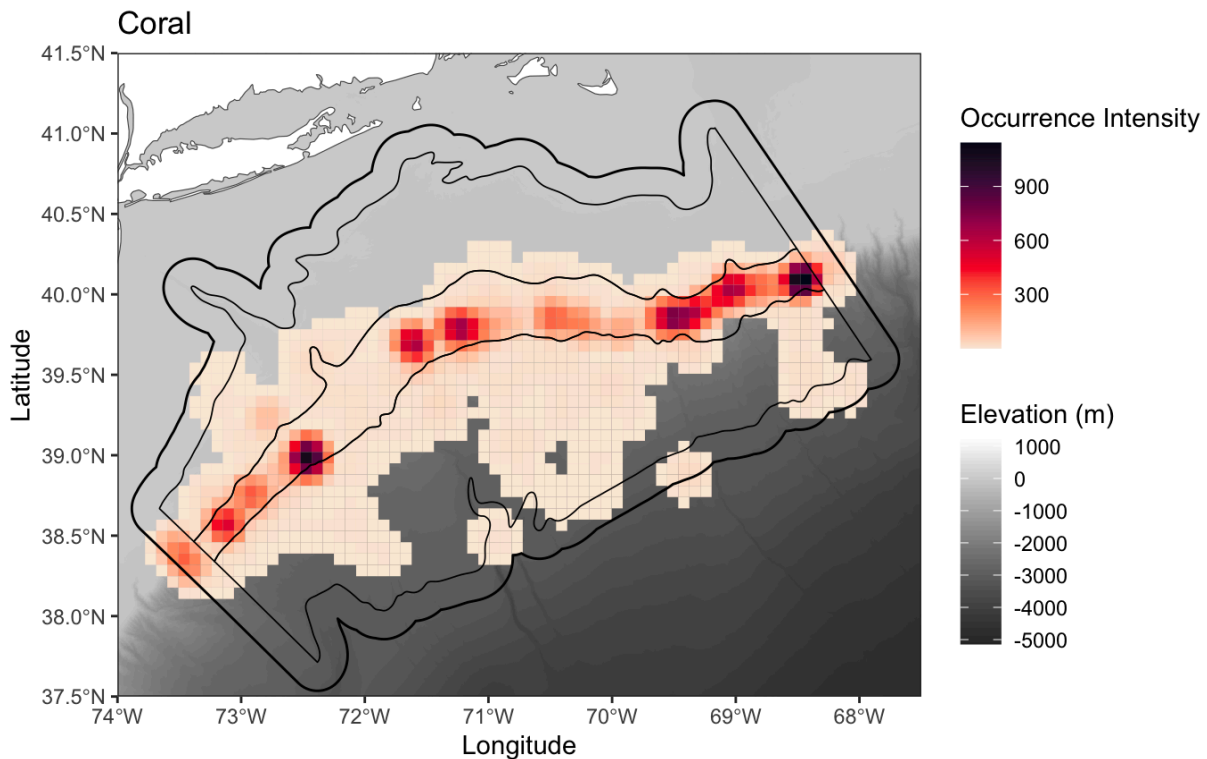 Coral
41.5°N
41.0°N
40.5°N
40.0°N
39.5°N
39.0°N
38.5°N
38.0°N
37.5°N
Latitude
74°W 73°W 72°W 71°W 70°W 69°W 68°W
Longitude
Occurrence Intensity
900
600
300
Elevation (m)
1000
0
-1000
-2000
-3000
-4000
-5000